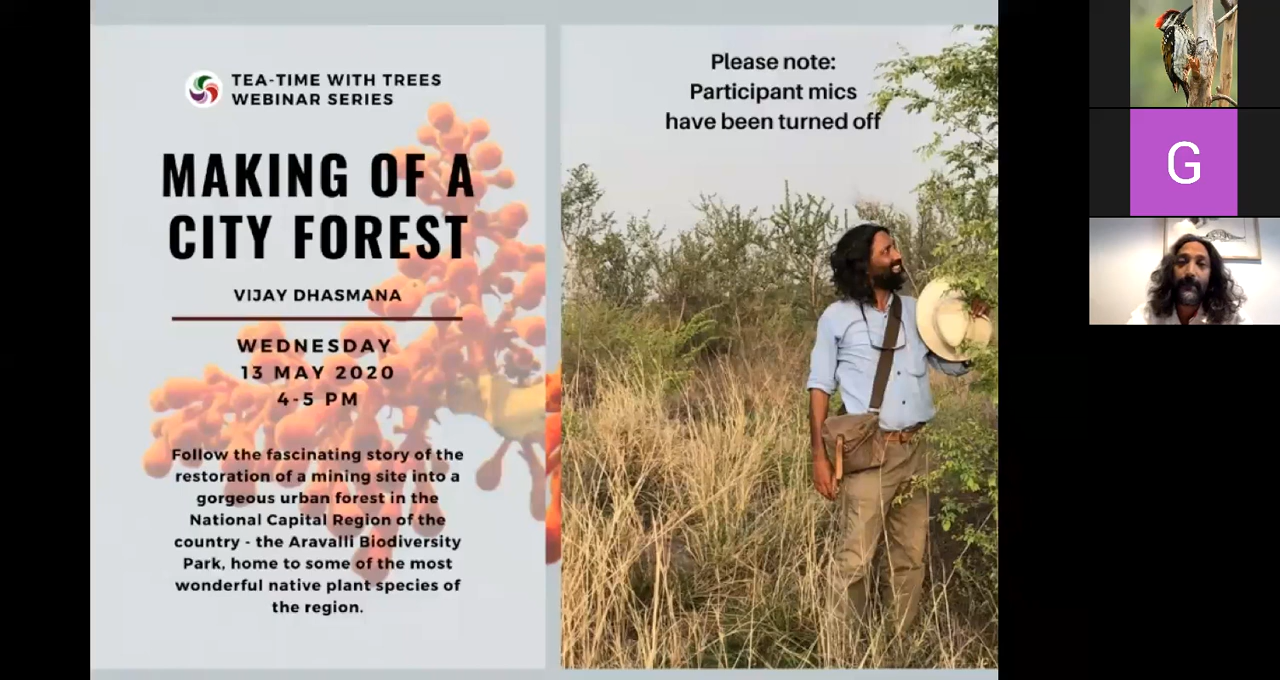 TEA-TIME WITH TREES
WEBINAR SERIES
MAKING OF A
CITY FOREST
VIJAY DHASMANA
WEDNESDAY
13 MAY 2020
4-5 PM
Follow the fascinating story of the
restoration of a mining site into a
gorgeous urban forest in the
National Capital Region of the
country - the Aravalli Biodiversity
Park, home to some of the most
wonderful native plant species of
the region.
Please note:
Participant mics
have been turned off
G